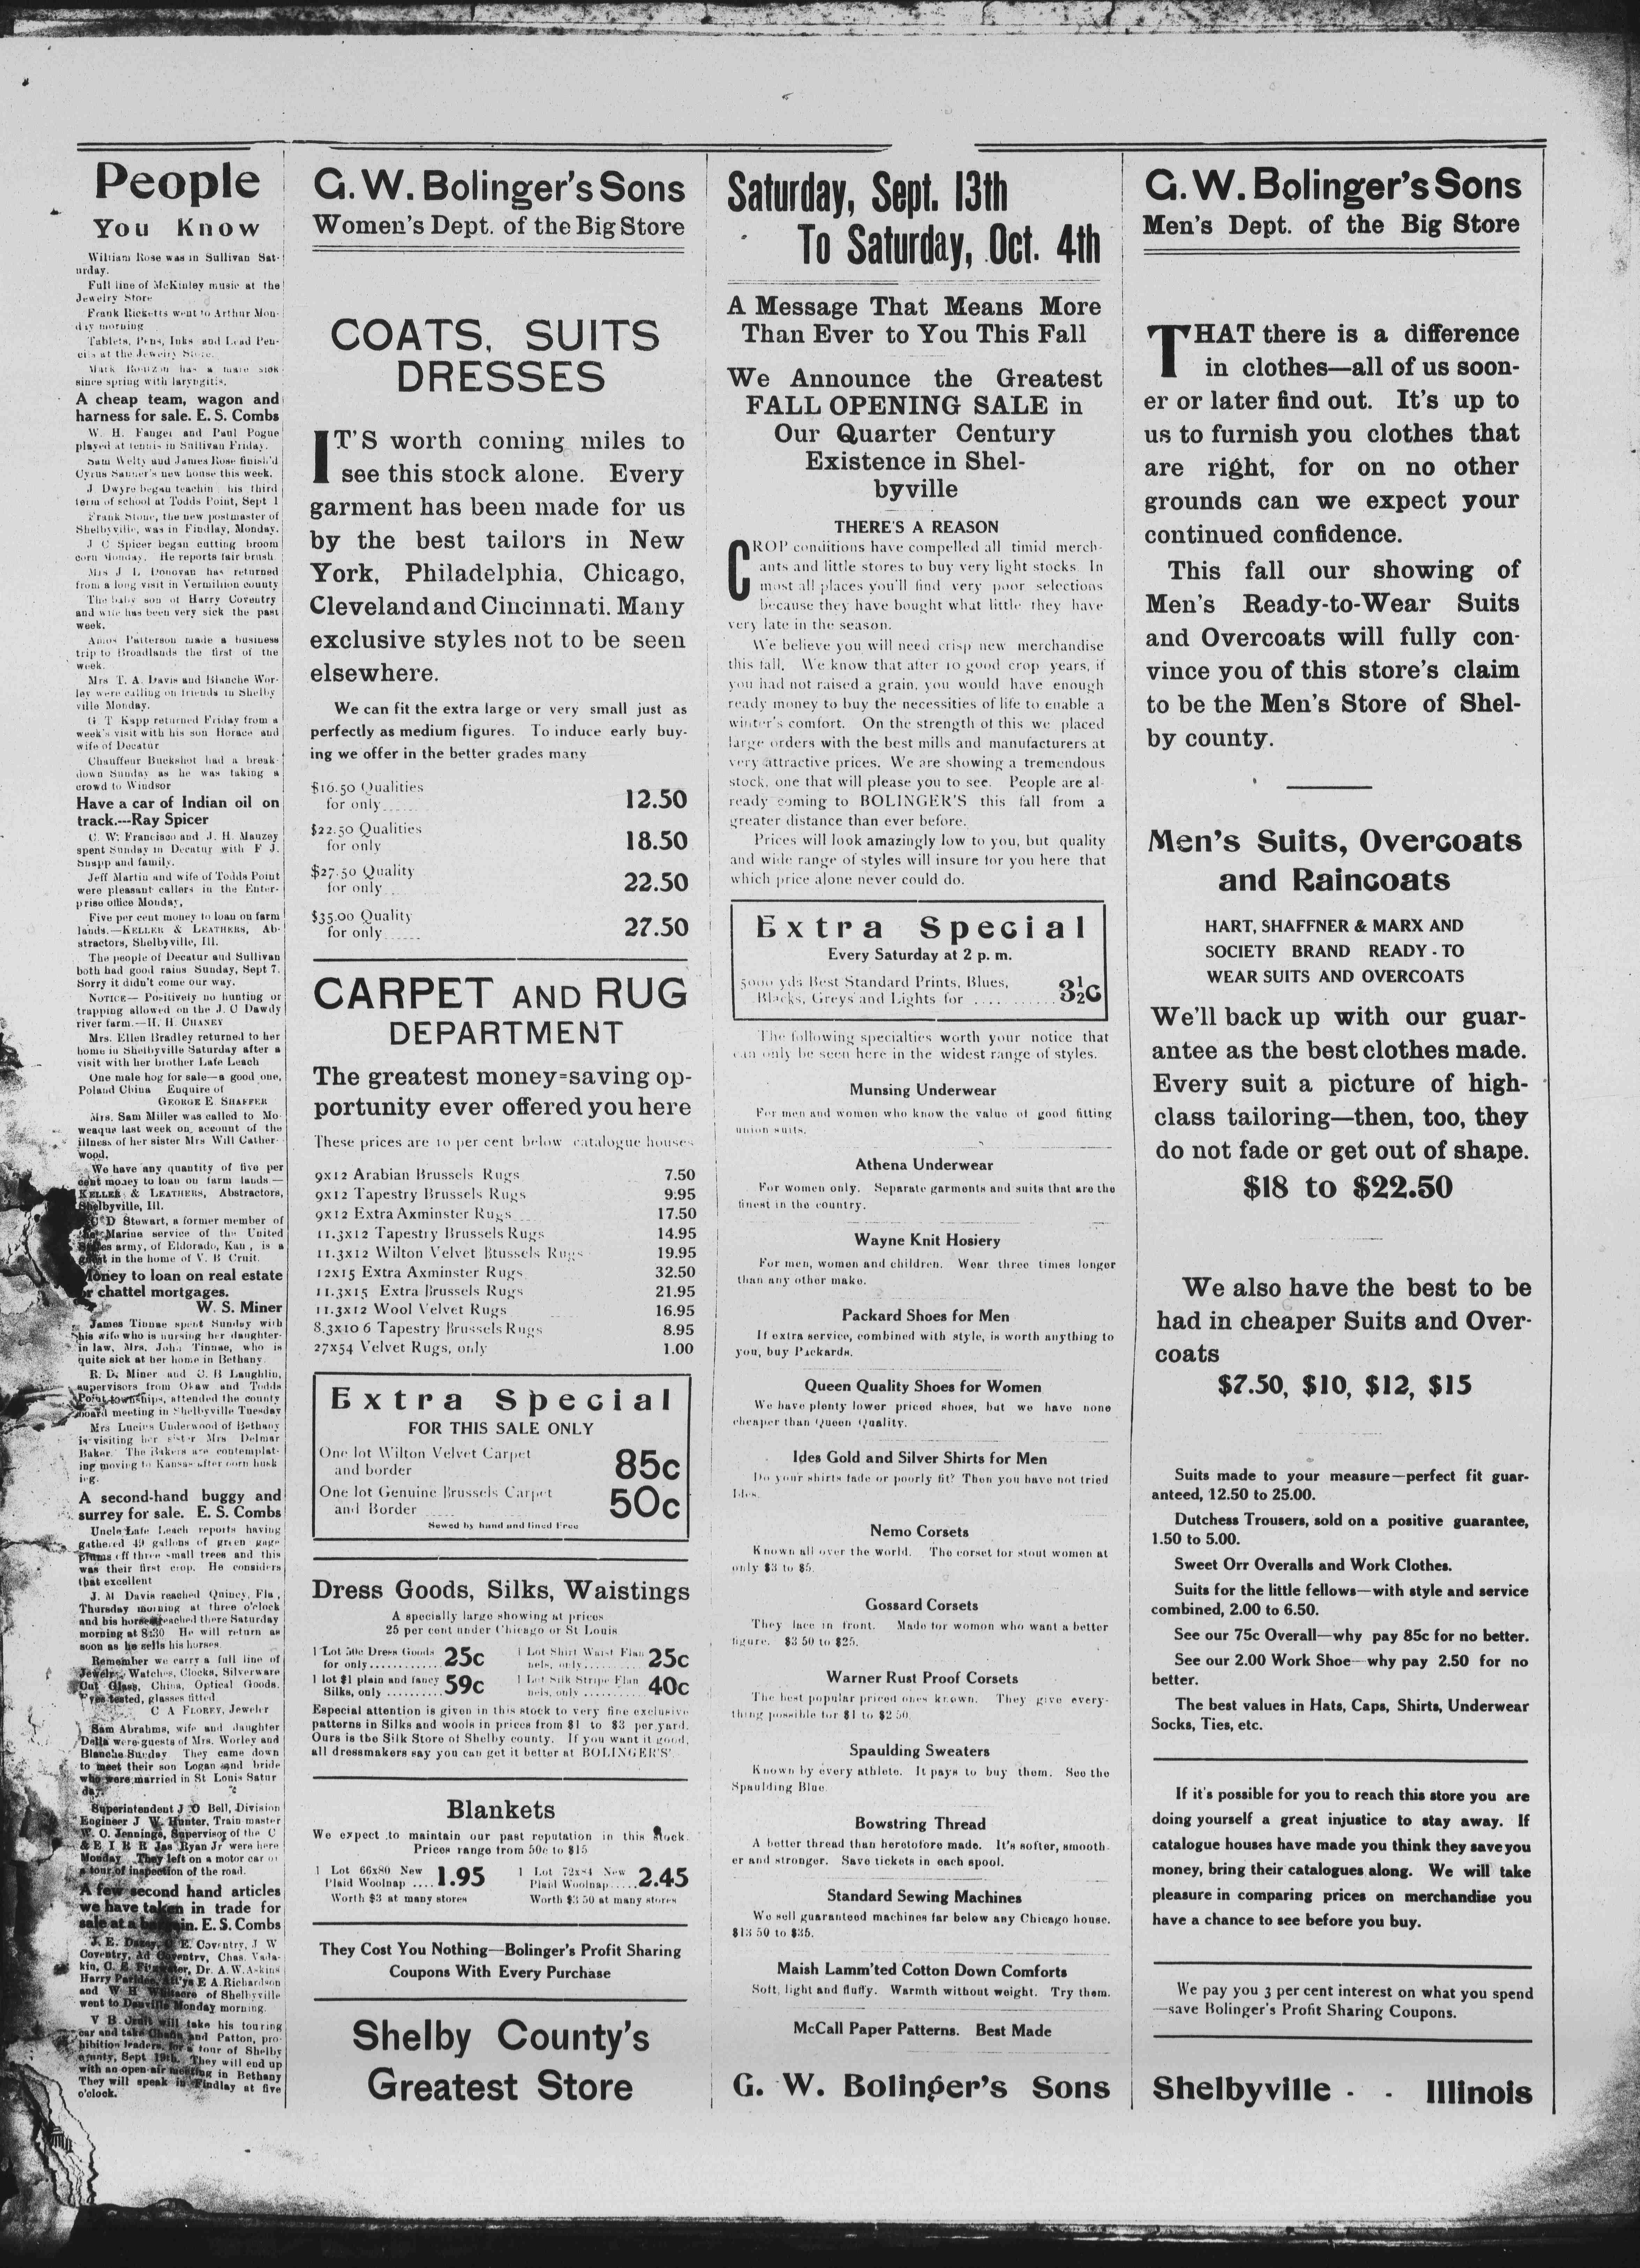 People
You Know
William Rose was in Sullivan Sat-
urday.
Full line of McKinley music at the
Jewelry Store
Frank Ricketts went to Arthur Mon-
day morning
Tablets, Pens, Inks and Lead Pen-
cils at the Jewelry Store.
Mark has a mare sick
since spring with laryngitis.
A cheap team, wagon and
harness for sale. E. S. Combs
W. H. Fanger and Paul Pogue
played at tennis in Sullivan Friday.
Sam Welty and James Rose finish'd
Cyrus Sanner's new house this week.
J Dwyre began teachin his third
term of school at Todds Point, Sept 1
Frank Stone, the new postmaster of
Shelbyville, was in Findlay, Monday.
J C Spicer began cutting broom
corn Monday. He reports fair brush.
Mrs J L Donovan has returned
from a long visit in Vermilion county
The baby son of Harry Coventry
and wife has been very sick the past
week.
Amos Patterson made a business
trip to Broadlands the first of the
week.
Mrs T. A. Davis and Blanche Wor-
ley were calling on friends in Shelby
ville Monday.
G T Kapp returned Friday from a
week's visit with his son Horace and
wife of Decatur
Chauffeur Buckshot had a break-
down Sunday as he was taking a
crowd to Windsor
Have a car of Indian oil on
track.---Ray Spicer
C. W. Francisco and J. H. Mauzey
spent Sunday in Decatur with F J.
Snapp and family.
Jeff Martin and wife of Todds Point
were pleasant callers in the Enter-
prise office Monday,
Five per cent money to loan on farm
lands.—KELLER & LEATHERS, Ab-
stractors, Shelbyville, Ill.
The people of Decatur and Sullivan
both had good rains Sunday, Sept 7.
Sorry it didn't come our way.
NOTICE— Positively no hunting or
trapping allowed on the J. O Dawdy
river farm.—H. H. CHANEY
Mrs. Ellen Bradley returned to her
home in Shelbyville Saturday after a
visit with her brother Lafe Leach
One male hog for sale—a good one,
Poland China Enquire of
GEORGE E. SHAFFER
Mrs. Sam Miller was called to Mo-
weaqua last week on account of the
illness of her sister Mrs Will Cather-
wood.
We have any quantity of five per
cent money to loan on farm lands —
KELLER & LEATHERS, Abstractors,
Shelbyville, Ill.
D Stewart, a former member of
the Marine service of the United
States army, of Eldorado, Kan, is a
guest in the home of V. B Cruit.
Money to loan on real estate
or chattel mortgages.
W. S. Miner
James Tinnae spent Sunday with
his wife who is nursing her daughter-
in law, Mrs. John Tinnae, who is
quite sick at her home in Bethany.
R. D. Miner and C. B Laughlin,
supervisors from Okaw and Todds
Point townships, attended the county
board meeting in Shelbyville Tuesday
Mrs Lucius Underwood of Bethany
is visiting her sister Mrs Delmar
Baker. The Bakers are contemplat-
ing moving to Kansas after corn husk
ing.
A second-hand buggy and
surrey for sale. E. S. Combs
Uncle Lafe Leach reports having
gathered 49 gallons of green gage
plums off three small trees and this
was their first crop. He considers
that excellent
J. M Davis reached Quincy, Fla,
Thursday morning at three o'clock
and his horses reached there Saturday
morning at 8:30 He will return as
soon as he sells his horses.
Remember we carry a full line of
Jewelry, Watches, Clocks, Silverware
Cut Glass, China, Optical Goods.
Eyes tested, glasses fitted.
C A FLOREY, Jeweler
Sam Abrahms, wife and daughter
Della were guests of Mrs. Worley and
Blanche Sunday They came down
to meet their son Logan and bride
who were married in St Louis Satur
day.
Superintendent J O Bell, Division
Engineer J W. Hunter, Train master
W. O. Jennings, Supervisor of the C
& E I R R Jas Ryan Jr were here
Monday They left on a motor car on
a tour of inspection of the road.
A few second hand articles
we have taken in trade for
sale at a bargain. E. S. Combs
J. E. E. Coventry, J W
Coventry, Ad Coventry, Chas. Vada-
kin, Dr. A. W. Askins
Harry E A. Richardson
and W H of Shelbyville
went to Danville Monday morning.
V B. will take his touring
car and take and Patton, pro-
hibition leaders, for a tour of Shelby
county, Sept 19th. They will end up
with an open air meeting in Bethany
They will speak in Findlay at five
o'clock.
G. W. Bolinger's Sons
Women's Dept. of the Big Store
COATS, SUITS
DRESSES
IT'S worth coming miles to
see this stock alone. Every
garment has been made for us
by the best tailors in New
York, Philadelphia, Chicago,
Cleveland and Cincinnati. Many
exclusive styles not to be seen
elsewhere.
We can fit the extra large or very small just as
perfectly as medium figures. To induce early buy-
ing we offer in the better grades many
$16.50 Qualities
for only 12.50
$22.50 Qualities
for only 18.50
$27.50 Quality
for only 22.50
$35.00 Quality
for only 27.50
CARPET AND RUG
DEPARTMENT
The greatest money=saving op-
portunity ever offered you here
These prices are 10 per cent below catalogue houses
9x12 Arabian Brussels Rugs 7.50
9x12 Tapestry Brussels Rugs 9.95
9x12 Extra Axminster Rugs 17.50
11.3x12 Tapestry Brussels Rugs 14.95
11.3x12 Wilton Velvet Btussels Rugs 19.95
12x15 Extra Axminster Rugs 32.50
11.3x15 Extra Brussels Rugs 21.95
11.3x12 Wool Velvet Rugs 16.95
8.3x10 6 Tapestry Brussels Rugs 8.95
27x54 Velvet Rugs, only 1.00
Extra Special
FOR THIS SALE ONLY
One lot Wilton Velvet Carpet
and border 85c
One lot Genuine Brussels Carpet
and Border 50c
Sewed by hand and lined Free
Dress Goods, Silks, Waistings
A specially large showing at prices
25 per cent under Chicago or St Louis
1 Lot 50c Dress Goods
for only 25c
1 Lot Shirt Waist Flan
nels, only 25c
1 lot $1 plain and fancy
Silks, only 59c
1 Lot Silk Stripe Flan
nels, only 40c
Especial attention is given in this stock to very fine exclusive
patterns in Silks and wools in prices from $1 to $3 per yard.
Ours is the Silk Store of Shelby county. If you want it good,
all dressmakers say you can get it better at BOLINGER'S'
Blankets
We expect to maintain our past reputation in this stock.
Prices range from 50c to $15
1 Lot 66x80 New
Plaid Woolnap 1.95
Worth $3 at many stores
1 Lot 72x84 New
Plaid Woolnap 2.45
Worth $3 50 at many stores
They Cost You Nothing—Bolinger's Profit Sharing
Coupons With Every Purchase
Shelby County's
Greatest Store
Saturday, Sept. 13th
To Saturday, Oct. 4th
A Message That Means More
Than Ever to You This Fall
We Announce the Greatest
FALL OPENING SALE in
Our Quarter Century
Existence in Shel-
byville
THERE'S A REASON
CROP conditions have compelled all timid merch-
ants and little stores to buy very light stocks. In
most all places you'll find very poor selections
because they have bought what little they have
very late in the season.
We believe you will need crisp new merchandise
this fall. We know that after 10 good crop years, if
you had not raised a grain, you would have enough
ready money to buy the necessities of life to enable a
winter's comfort. On the strength of this we placed
large orders with the best mills and manufacturers at
very attractive prices. We are showing a tremendous
stock, one that will please you to see. People are al-
ready coming to BOLINGER'S this fall from a
greater distance than ever before.
Prices will look amazingly low to you, but quality
and wide range of styles will insure for you here that
which price alone never could do.
Extra Special
Every Saturday at 2 p. m.
5000 yds Best Standard Prints, Blues,
Blacks, Greys and Lights for 3½c
The following specialties worth your notice that
can only be seen here in the widest range of styles.
Munsing Underwear
For men and women who know the value of good fitting
union suits.
Athena Underwear
For women only. Separate garments and suits that are the
finest in the country.
Wayne Knit Hosiery
For men, women and children. Wear three times longer
than any other make.
Packard Shoes for Men
If extra service, combined with style, is worth anything to
you, buy Packards.
Queen Quality Shoes for Women
We have plenty lower priced shoes, but we have none
cheaper than Queen Quality.
Ides Gold and Silver Shirts for Men
Do your shirts fade or poorly fit? Then you have not tried
Ides.
Nemo Corsets
Known all over the world. The corset for stout women at
only $3 to $5.
Gossard Corsets
They lace in front. Made for women who want a better
figure. $3 50 to $25.
Warner Rust Proof Corsets
The best popular priced ones known. They give every-
thing possible for $1 to $2 50.
Spaulding Sweaters
Known by every athlete. It pays to buy them. See the
Spaulding Blue.
Bowstring Thread
A better thread than heretofore made. It's softer, smooth-
er and stronger. Save tickets in each spool.
Standard Sewing Machines
We sell guaranteed machines far below any Chicago house.
$13 50 to $35.
Maish Lamm'ted Cotton Down Comforts
Soft, light and fluffy. Warmth without weight. Try them.
McCall Paper Patterns. Best Made
G. W. Bolinger's Sons
G. W. Bolinger's Sons
Men's Dept. of the Big Store
THAT there is a difference
in clothes—all of us soon-
er or later find out. It's up to
us to furnish you clothes that
are right, for on no other
grounds can we expect your
continued confidence.
This fall our showing of
Men's Ready-to-Wear Suits
and Overcoats will fully con-
vince you of this store's claim
to be the Men's Store of Shel-
by county.
Men's Suits, Overcoats
and Raincoats
HART, SHAFFNER & MARX AND
SOCIETY BRAND READY-TO
WEAR SUITS AND OVERCOATS
We'll back up with our guar-
antee as the best clothes made.
Every suit a picture of high-
class tailoring—then, too, they
do not fade or get out of shape.
$18 to $22.50
We also have the best to be
had in cheaper Suits and Over-
coats
$7.50, $10, $12, $15
Suits made to your measure—perfect fit guar-
anteed, 12.50 to 25.00.
Dutchess Trousers, sold on a positive guarantee,
1.50 to 5.00.
Sweet Orr Overalls and Work Clothes.
Suits for the little fellows—with style and service
combined, 2.00 to 6.50.
See our 75c Overall—why pay 85c for no better.
See our 2.00 Work Shoe—why pay 2.50 for no
better.
The best values in Hats, Caps, Shirts, Underwear
Socks, Ties, etc.
If it's possible for you to reach this store you are
doing yourself a great injustice to stay away. If
catalogue houses have made you think they save you
money, bring their catalogues along. We will take
pleasure in comparing prices on merchandise you
have a chance to see before you buy.
We pay you 3 per cent interest on what you spend
—save Bolinger's Profit Sharing Coupons.
Shelbyville - - Illinois